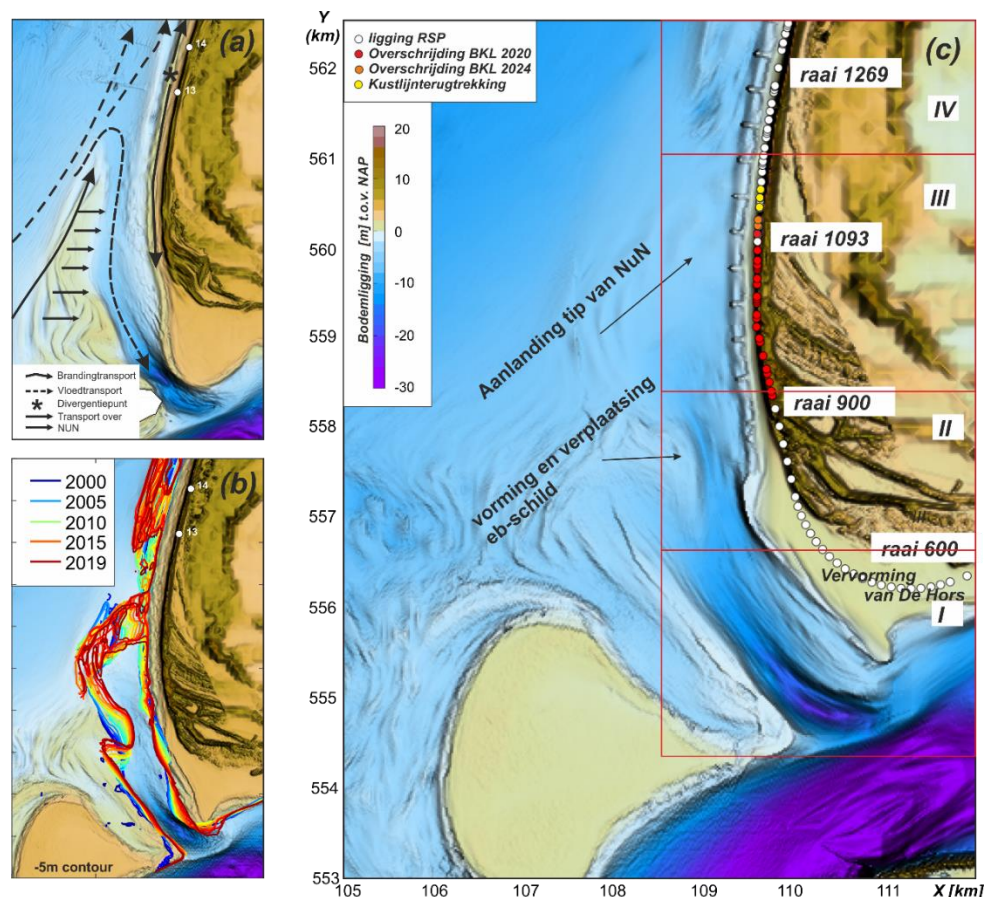 (a)
14
13
Brandingtransport
Vloedtransport
Divergentiepunt
Transport over
NUN
(b)
2000
2005
2010
2015
2019
14
13
-5m contour
Y
(km)
562
561
560
559
558
557
556
555
554
553
(c)
ligging RSP
Overschrijding BKL 2020
Overschrijding BKL 2024
Kustlijnterugtrekking
Bodemligging [m] t.o.v. NAP
20
10
0
-10
-20
-30
raai 1269
IV
III
raai 1093
Aanlanding tip van NuN
raai 900
II
vorming en verplaatsing
eb-schild
raai 600
Vervorming
van De Hors
I
105
106
107
108
109
110
111
X [km]